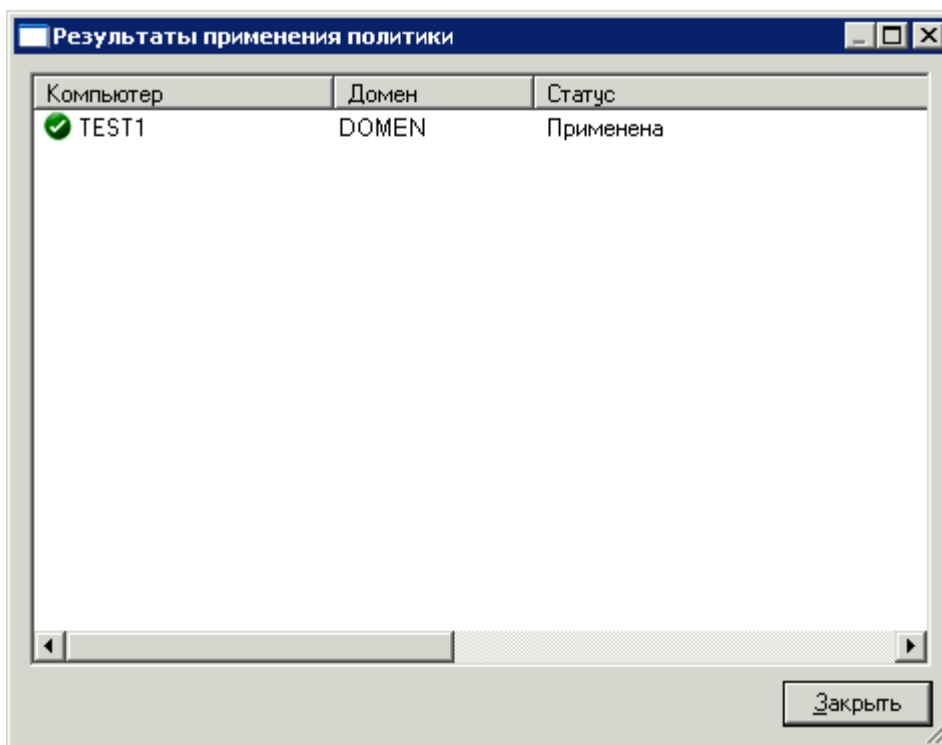 Результаты применения политики
Компьютер Домен Статус
TEST1 DOMEN Применена
Закрыть